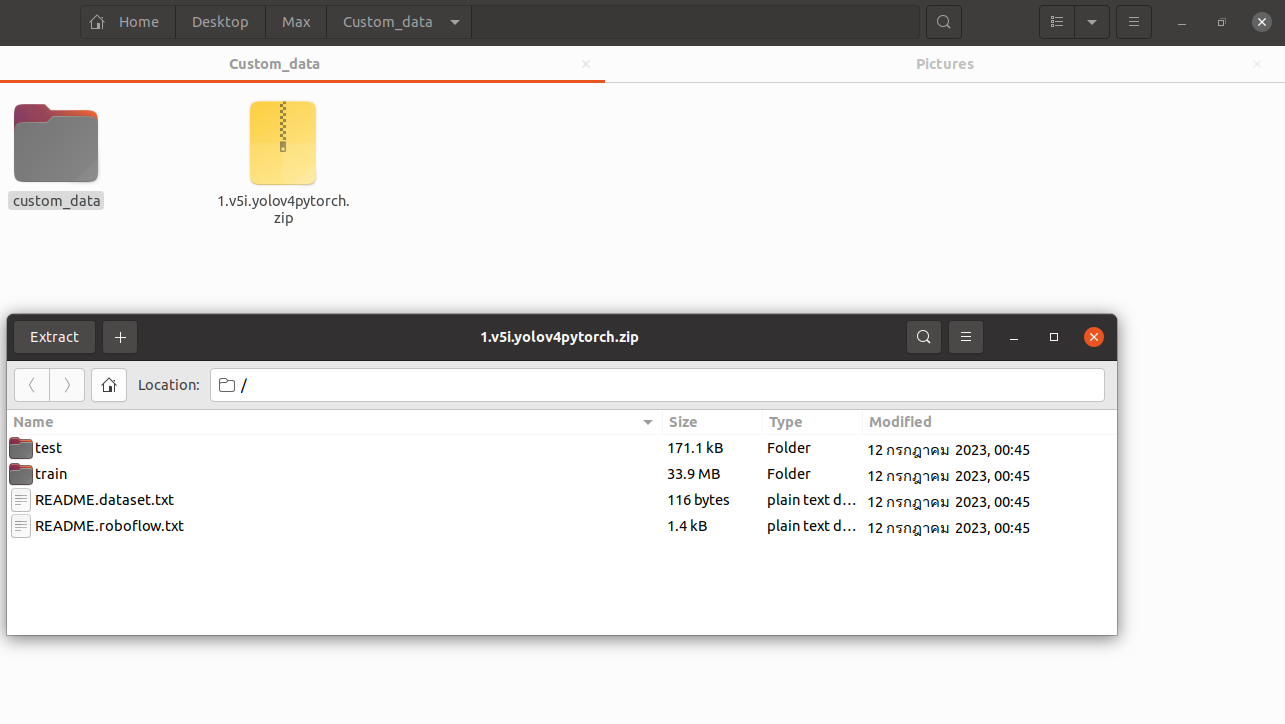 Home Desktop Max Custom_data
Custom_data Pictures
custom_data
1.v5i.yolov4pytorch.
zip
Extract 1.v5i.yolov4pytorch.zip
Location: /
Name Size Type Modified
test 171.1 kB Folder 12 กรกฎาคม 2023, 00:45
train 33.9 MB Folder 12 กรกฎาคม 2023, 00:45
README.dataset.txt 116 bytes plain text d… 12 กรกฎาคม 2023, 00:45
README.roboflow.txt 1.4 kB plain text d… 12 กรกฎาคม 2023, 00:45